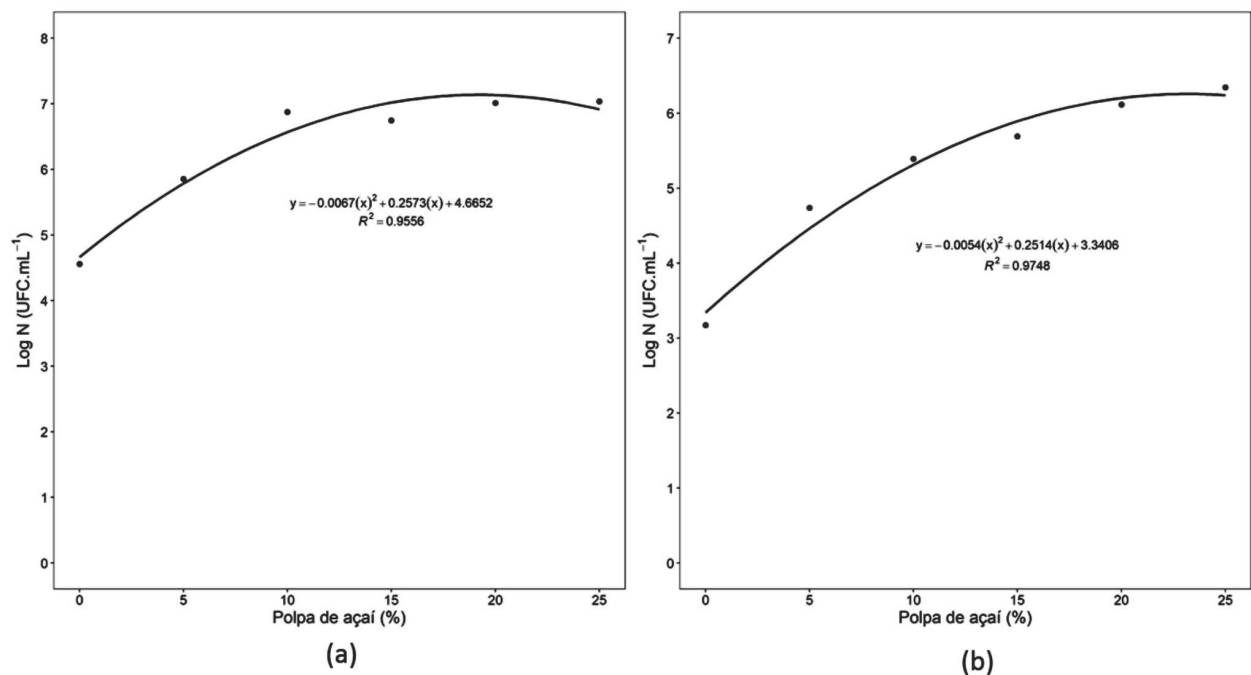 8
7
6
5
4
3
2
1
0
Log N (UFC.mL⁻¹)
y = −0.0067(x)² + 0.2573(x) + 4.6652
R² = 0.9556
0 5 10 15 20 25
Polpa de açaí (%)
(a)
7
6
5
4
3
2
1
0
Log N (UFC.mL⁻¹)
y = −0.0054(x)² + 0.2514(x) + 3.3406
R² = 0.9748
0 5 10 15 20 25
Polpa de açaí (%)
(b)